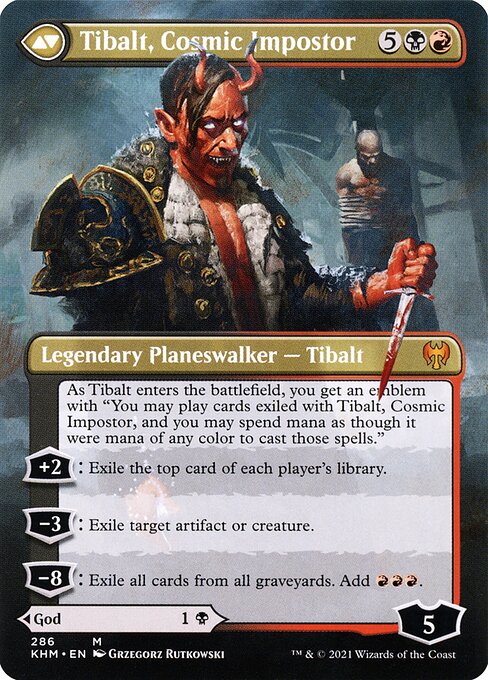 Tibalt, Cosmic Impostor 5
Legendary Planeswalker — Tibalt
As Tibalt enters the battlefield, you get an emblem
with “You may play cards exiled with Tibalt, Cosmic
Impostor, and you may spend mana as though it
were mana of any color to cast those spells.”
+2: Exile the top card of each player’s library.
−3: Exile target artifact or creature.
−8: Exile all cards from all graveyards. Add
God 1
5
286 M
KHM • EN Grzegorz Rutkowski ™ & © 2021 Wizards of the Coast